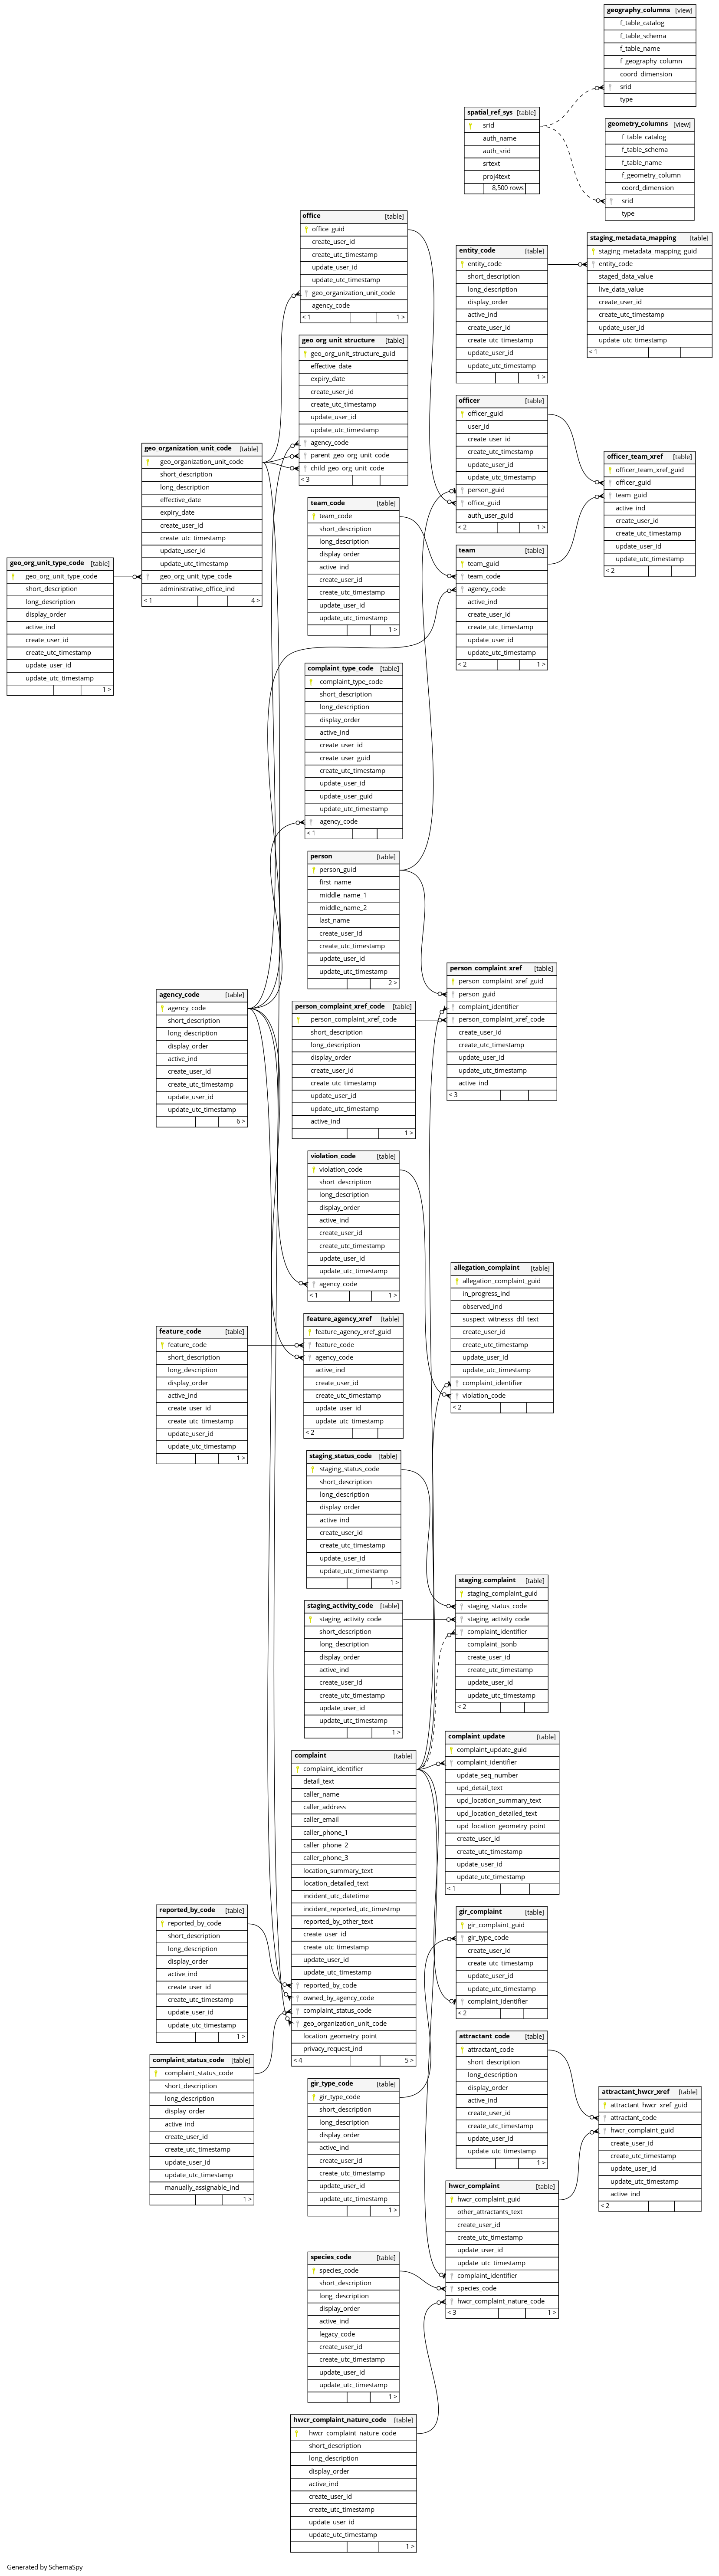 geography_columns [view]
f_table_catalog
f_table_schema
f_table_name
f_geography_column
coord_dimension
srid
type
spatial_ref_sys [table]
srid
auth_name
auth_srid
srtext
proj4text
8,500 rows
geometry_columns [view]
f_table_catalog
f_table_schema
f_table_name
f_geometry_column
coord_dimension
srid
type
office [table]
office_guid
create_user_id
create_utc_timestamp
update_user_id
update_utc_timestamp
geo_organization_unit_code
agency_code
< 1 1 >
entity_code [table]
entity_code
short_description
long_description
display_order
active_ind
create_user_id
create_utc_timestamp
update_user_id
update_utc_timestamp
1 >
staging_metadata_mapping [table]
staging_metadata_mapping_guid
entity_code
staged_data_value
live_data_value
create_user_id
create_utc_timestamp
update_user_id
update_utc_timestamp
< 1
geo_org_unit_structure [table]
geo_org_unit_structure_guid
effective_date
expiry_date
create_user_id
create_utc_timestamp
update_user_id
update_utc_timestamp
agency_code
parent_geo_org_unit_code
child_geo_org_unit_code
< 3
officer [table]
officer_guid
user_id
create_user_id
create_utc_timestamp
update_user_id
update_utc_timestamp
person_guid
office_guid
auth_user_guid
< 2 1 >
officer_team_xref [table]
officer_team_xref_guid
officer_guid
team_guid
active_ind
create_user_id
create_utc_timestamp
update_user_id
update_utc_timestamp
< 2
geo_organization_unit_code [table]
geo_organization_unit_code
short_description
long_description
effective_date
expiry_date
create_user_id
create_utc_timestamp
update_user_id
update_utc_timestamp
geo_org_unit_type_code
administrative_office_ind
< 1 4 >
team_code [table]
team_code
short_description
long_description
display_order
active_ind
create_user_id
create_utc_timestamp
update_user_id
update_utc_timestamp
1 >
team [table]
team_guid
team_code
agency_code
active_ind
create_user_id
create_utc_timestamp
update_user_id
update_utc_timestamp
< 2 1 >
geo_org_unit_type_code [table]
geo_org_unit_type_code
short_description
long_description
display_order
active_ind
create_user_id
create_utc_timestamp
update_user_id
update_utc_timestamp
1 >
complaint_type_code [table]
complaint_type_code
short_description
long_description
display_order
active_ind
create_user_id
create_user_guid
create_utc_timestamp
update_user_id
update_user_guid
update_utc_timestamp
agency_code
< 1
person [table]
person_guid
first_name
middle_name_1
middle_name_2
last_name
create_user_id
create_utc_timestamp
update_user_id
update_utc_timestamp
2 >
person_complaint_xref [table]
person_complaint_xref_guid
person_guid
complaint_identifier
person_complaint_xref_code
create_user_id
create_utc_timestamp
update_user_id
update_utc_timestamp
active_ind
< 3
agency_code [table]
agency_code
short_description
long_description
display_order
active_ind
create_user_id
create_utc_timestamp
update_user_id
update_utc_timestamp
6 >
person_complaint_xref_code [table]
person_complaint_xref_code
short_description
long_description
display_order
create_user_id
create_utc_timestamp
update_user_id
update_utc_timestamp
active_ind
1 >
violation_code [table]
violation_code
short_description
long_description
display_order
active_ind
create_user_id
create_utc_timestamp
update_user_id
update_utc_timestamp
agency_code
< 1 1 >
allegation_complaint [table]
allegation_complaint_guid
in_progress_ind
observed_ind
suspect_witnesss_dtl_text
create_user_id
create_utc_timestamp
update_user_id
update_utc_timestamp
complaint_identifier
violation_code
< 2
feature_agency_xref [table]
feature_agency_xref_guid
feature_code
agency_code
active_ind
create_user_id
create_utc_timestamp
update_user_id
update_utc_timestamp
< 2
feature_code [table]
feature_code
short_description
long_description
display_order
active_ind
create_user_id
create_utc_timestamp
update_user_id
update_utc_timestamp
1 >
staging_status_code [table]
staging_status_code
short_description
long_description
display_order
active_ind
create_user_id
create_utc_timestamp
update_user_id
update_utc_timestamp
1 >
staging_complaint [table]
staging_complaint_guid
staging_status_code
staging_activity_code
complaint_identifier
complaint_jsonb
create_user_id
create_utc_timestamp
update_user_id
update_utc_timestamp
< 2
staging_activity_code [table]
staging_activity_code
short_description
long_description
display_order
active_ind
create_user_id
create_utc_timestamp
update_user_id
update_utc_timestamp
1 >
complaint_update [table]
complaint_update_guid
complaint_identifier
update_seq_number
upd_detail_text
upd_location_summary_text
upd_location_detailed_text
upd_location_geometry_point
create_user_id
create_utc_timestamp
update_user_id
update_utc_timestamp
< 1
complaint [table]
complaint_identifier
detail_text
caller_name
caller_address
caller_email
caller_phone_1
caller_phone_2
caller_phone_3
location_summary_text
location_detailed_text
incident_utc_datetime
incident_reported_utc_timestmp
reported_by_other_text
create_user_id
create_utc_timestamp
update_user_id
update_utc_timestamp
reported_by_code
owned_by_agency_code
complaint_status_code
geo_organization_unit_code
location_geometry_point
privacy_request_ind
< 4 5 >
reported_by_code [table]
reported_by_code
short_description
long_description
display_order
active_ind
create_user_id
create_utc_timestamp
update_user_id
update_utc_timestamp
1 >
gir_complaint [table]
gir_complaint_guid
gir_type_code
create_user_id
create_utc_timestamp
update_user_id
update_utc_timestamp
complaint_identifier
< 2
complaint_status_code [table]
complaint_status_code
short_description
long_description
display_order
active_ind
create_user_id
create_utc_timestamp
update_user_id
update_utc_timestamp
manually_assignable_ind
1 >
attractant_code [table]
attractant_code
short_description
long_description
display_order
active_ind
create_user_id
create_utc_timestamp
update_user_id
update_utc_timestamp
1 >
gir_type_code [table]
gir_type_code
short_description
long_description
display_order
active_ind
create_user_id
create_utc_timestamp
update_user_id
update_utc_timestamp
1 >
attractant_hwcr_xref [table]
attractant_hwcr_xref_guid
attractant_code
hwcr_complaint_guid
create_user_id
create_utc_timestamp
update_user_id
update_utc_timestamp
active_ind
< 2
hwcr_complaint [table]
hwcr_complaint_guid
other_attractants_text
create_user_id
create_utc_timestamp
update_user_id
update_utc_timestamp
complaint_identifier
species_code
hwcr_complaint_nature_code
< 3 1 >
species_code [table]
species_code
short_description
long_description
display_order
active_ind
legacy_code
create_user_id
create_utc_timestamp
update_user_id
update_utc_timestamp
1 >
hwcr_complaint_nature_code [table]
hwcr_complaint_nature_code
short_description
long_description
display_order
active_ind
create_user_id
create_utc_timestamp
update_user_id
update_utc_timestamp
1 >
Generated by SchemaSpy